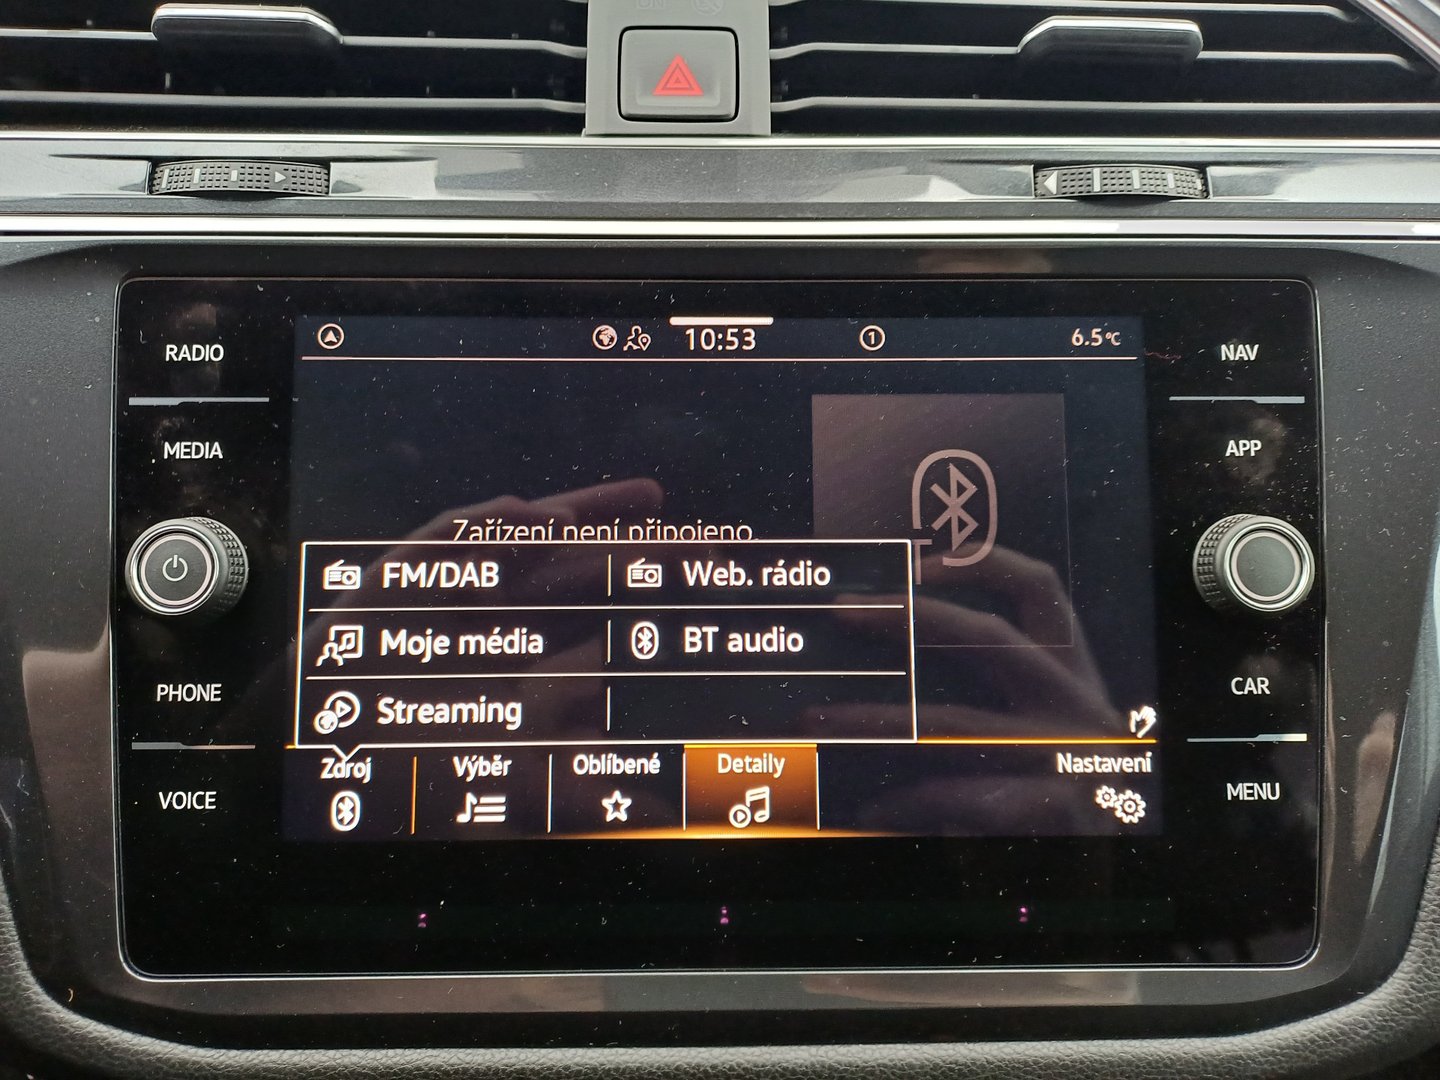 RADIO
MEDIA
PHONE
VOICE
10:53
1
6.5°C
Zařízení není připojeno.
FM/DAB
Web. rádio
Moje média
BT audio
Streaming
Zdroj
Výběr
Oblíbené
Detaily
Nastavení
NAV
APP
CAR
MENU